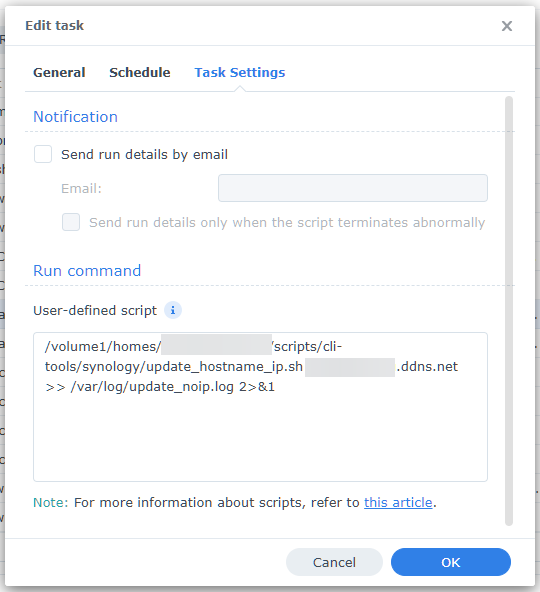 Edit task
General Schedule Task Settings
Notification
Send run details by email
Email:
Send run details only when the script terminates abnormally
Run command
User-defined script
/volume1/homes/ /scripts/cli-
tools/synology/update_hostname_ip.sh .ddns.net
>> /var/log/update_noip.log 2>&1
Note: For more information about scripts, refer to this article.
Cancel OK